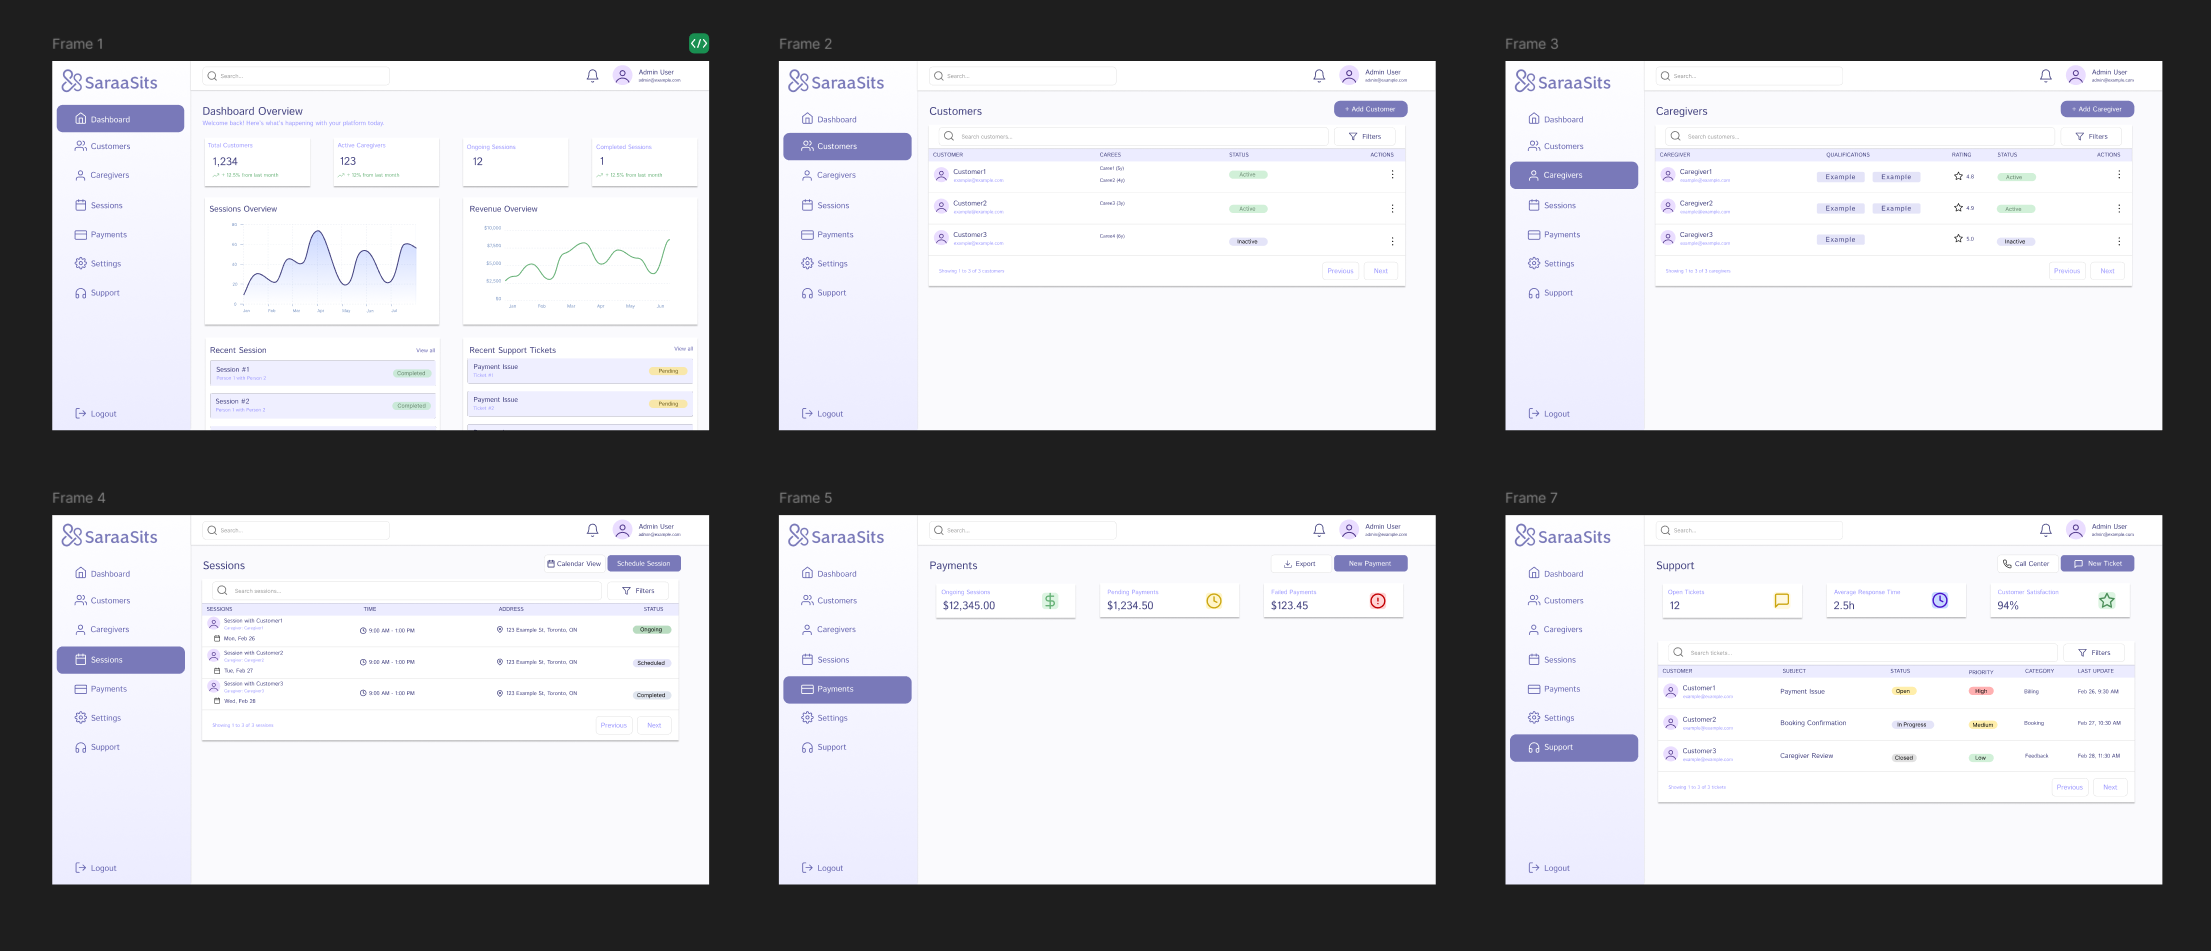 Frame 1
SaraaSits
Search...
Admin User
admin@example.com
Dashboard
Customers
Caregivers
Sessions
Payments
Settings
Support
Logout
Dashboard Overview
Welcome back! Here's what's happening with your platform today.
Total Customers
1,234
+ 12.5% from last month
Active Caregivers
123
+ 12% from last month
Ongoing Sessions
12
Completed Sessions
1
+ 12.5% from last month
Sessions Overview
80
60
40
20
0
Jan Feb Mar Apr May Jun Jul
Revenue Overview
$10,000
$7,500
$5,000
$2,500
$0
Jan Feb Mar Apr May Jun
Recent Session
View all
Session #1
Person 1 with Person 2
Completed
Session #2
Person 1 with Person 2
Completed
Recent Support Tickets
View all
Payment Issue
Ticket #1
Pending
Payment Issue
Ticket #2
Pending
Frame 2
SaraaSits
Search...
Admin User
admin@example.com
Dashboard
Customers
Caregivers
Sessions
Payments
Settings
Support
Logout
Customers
+ Add Customer
Search customers...
Filters
CUSTOMER CAREES STATUS ACTIONS
Customer1
example@example.com
Caree1 (5y)
Caree2 (4y)
Active
Customer2
example@example.com
Caree3 (3y)
Active
Customer3
example@example.com
Caree4 (6y)
Inactive
Showing 1 to 3 of 3 customers
Previous
Next
Frame 3
SaraaSits
Search...
Admin User
admin@example.com
Dashboard
Customers
Caregivers
Sessions
Payments
Settings
Support
Logout
Caregivers
+ Add Caregiver
Search customers...
Filters
CAREGIVER QUALIFICATIONS RATING STATUS ACTIONS
Caregiver1
example@example.com
Example Example
4.8
Active
Caregiver2
example@example.com
Example Example
4.9
Active
Caregiver3
example@example.com
Example
5.0
Inactive
Showing 1 to 3 of 3 caregivers
Previous
Next
Frame 4
SaraaSits
Search...
Admin User
admin@example.com
Dashboard
Customers
Caregivers
Sessions
Payments
Settings
Support
Logout
Sessions
Calendar View
Schedule Session
Search sessions...
Filters
SESSIONS TIME ADDRESS STATUS
Session with Customer1
Caregiver: Caregiver1
Mon, Feb 26
9:00 AM - 1:00 PM
123 Example St, Toronto, ON
Ongoing
Session with Customer2
Caregiver: Caregiver2
Tue, Feb 27
9:00 AM - 1:00 PM
123 Example St, Toronto, ON
Scheduled
Session with Customer3
Caregiver: Caregiver3
Wed, Feb 28
9:00 AM - 1:00 PM
123 Example St, Toronto, ON
Completed
Showing 1 to 3 of 3 sessions
Previous
Next
Frame 5
SaraaSits
Search...
Admin User
admin@example.com
Dashboard
Customers
Caregivers
Sessions
Payments
Settings
Support
Logout
Payments
Export
New Payment
Ongoing Sessions
$12,345.00
Pending Payments
$1,234.50
Failed Payments
$123.45
Frame 7
SaraaSits
Search...
Admin User
admin@example.com
Dashboard
Customers
Caregivers
Sessions
Payments
Settings
Support
Logout
Support
Call Center
New Ticket
Open Tickets
12
Average Response Time
2.5h
Customer Satisfaction
94%
Search tickets...
Filters
CUSTOMER SUBJECT STATUS PRIORITY CATEGORY LAST UPDATE
Customer1
example@example.com
Payment Issue
Open
High
Billing
Feb 26, 9:30 AM
Customer2
example@example.com
Booking Confirmation
In Progress
Medium
Booking
Feb 27, 10:30 AM
Customer3
example@example.com
Caregiver Review
Closed
Low
Feedback
Feb 28, 11:30 AM
Showing 1 to 3 of 3 tickets
Previous
Next